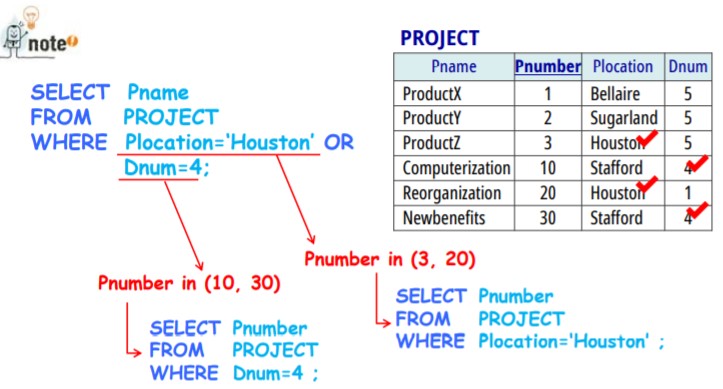 note!
PROJECT
Pname Pnumber Plocation Dnum
ProductX 1 Bellaire 5
ProductY 2 Sugarland 5
ProductZ 3 Houston 5
Computerization 10 Stafford 4
Reorganization 20 Houston 1
Newbenefits 30 Stafford 4
SELECT Pname
FROM PROJECT
WHERE Plocation=‘Houston’ OR
Dnum=4;
Pnumber in (10, 30)
SELECT Pnumber
FROM PROJECT
WHERE Dnum=4 ;
Pnumber in (3, 20)
SELECT Pnumber
FROM PROJECT
WHERE Plocation=‘Houston’ ;